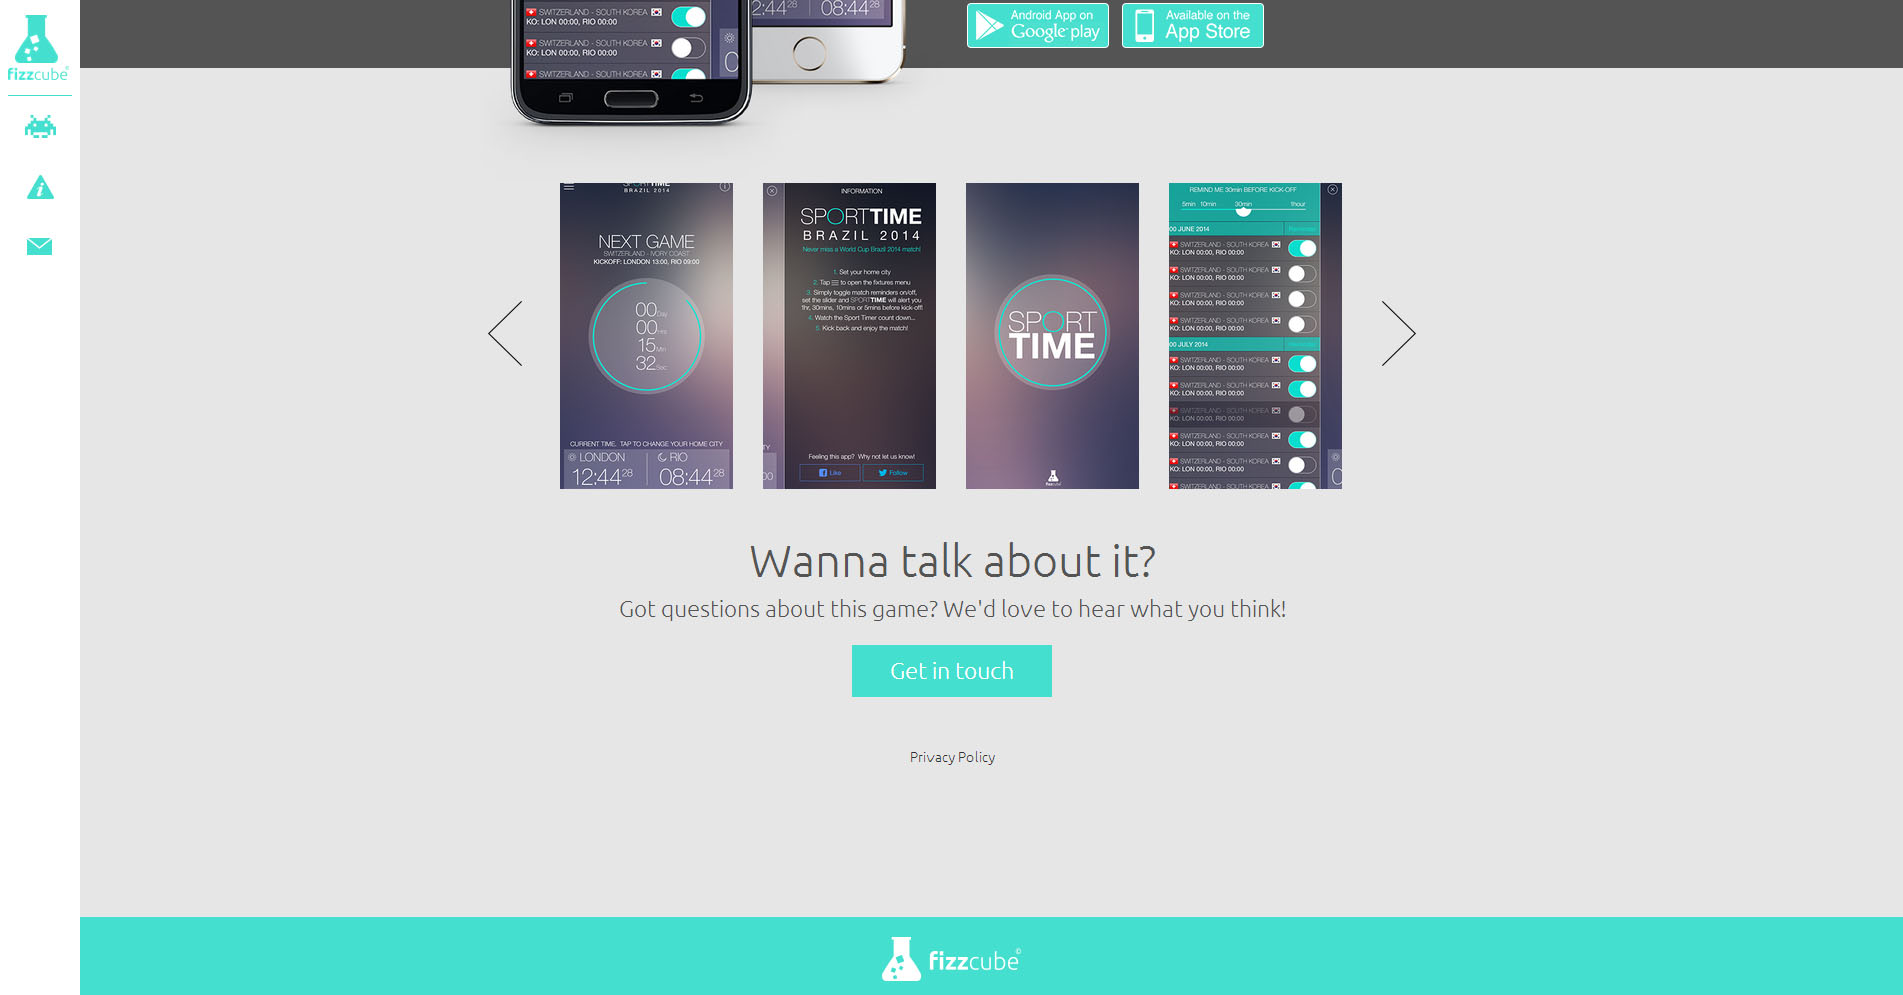 fizzcube
SWITZERLAND - SOUTH KOREA
KO: LON 00:00, RIO 00:00
SWITZERLAND - SOUTH KOREA
KO: LON 00:00, RIO 00:00
SWITZERLAND - SOUTH KOREA
0
12:44 28
08:44 28
Android App on
Google play
Available on the
App Store
SPORTTIME
BRAZIL 2014
NEXT GAME
SWITZERLAND - IVORY COAST
KICKOFF: LONDON 13:00, RIO 09:00
00 Day
00 Hrs
15 Min
32 Sec
CURRENT TIME. TAP TO CHANGE YOUR HOME CITY
LONDON
RIO
12:44 28
08:44 28
INFORMATION
SPORTTIME
BRAZIL 2014
Never miss a World Cup Brazil 2014 match!
1. Set your home city
2. Tap to open the fixtures menu
3. Simply toggle match reminders on/off,
set the slider and SPORTTIME will alert you
1hr, 30mins, 10mins or 5mins before kick-off!
4. Watch the Sport Timer count down...
5. Kick back and enjoy the match!
Feeling this app? Why not let us know!
Like
Follow
SPORT
TIME
fizzcube
REMIND ME 30min BEFORE KICK-OFF
5min 10min 30min 1hour
00 JUNE 2014 Reminder
SWITZERLAND - SOUTH KOREA
KO: LON 00:00, RIO 00:00
SWITZERLAND - SOUTH KOREA
KO: LON 00:00, RIO 00:00
SWITZERLAND - SOUTH KOREA
KO: LON 00:00, RIO 00:00
SWITZERLAND - SOUTH KOREA
KO: LON 00:00, RIO 00:00
00 JULY 2014 Reminder
SWITZERLAND - SOUTH KOREA
KO: LON 00:00, RIO 00:00
SWITZERLAND - SOUTH KOREA
KO: LON 00:00, RIO 00:00
SWITZERLAND - SOUTH KOREA
KO: LON 00:00, RIO 00:00
SWITZERLAND - SOUTH KOREA
KO: LON 00:00, RIO 00:00
SWITZERLAND - SOUTH KOREA
KO: LON 00:00, RIO 00:00
SWITZERLAND - SOUTH KOREA
Wanna talk about it?
Got questions about this game? We'd love to hear what you think!
Get in touch
Privacy Policy
fizzcube©